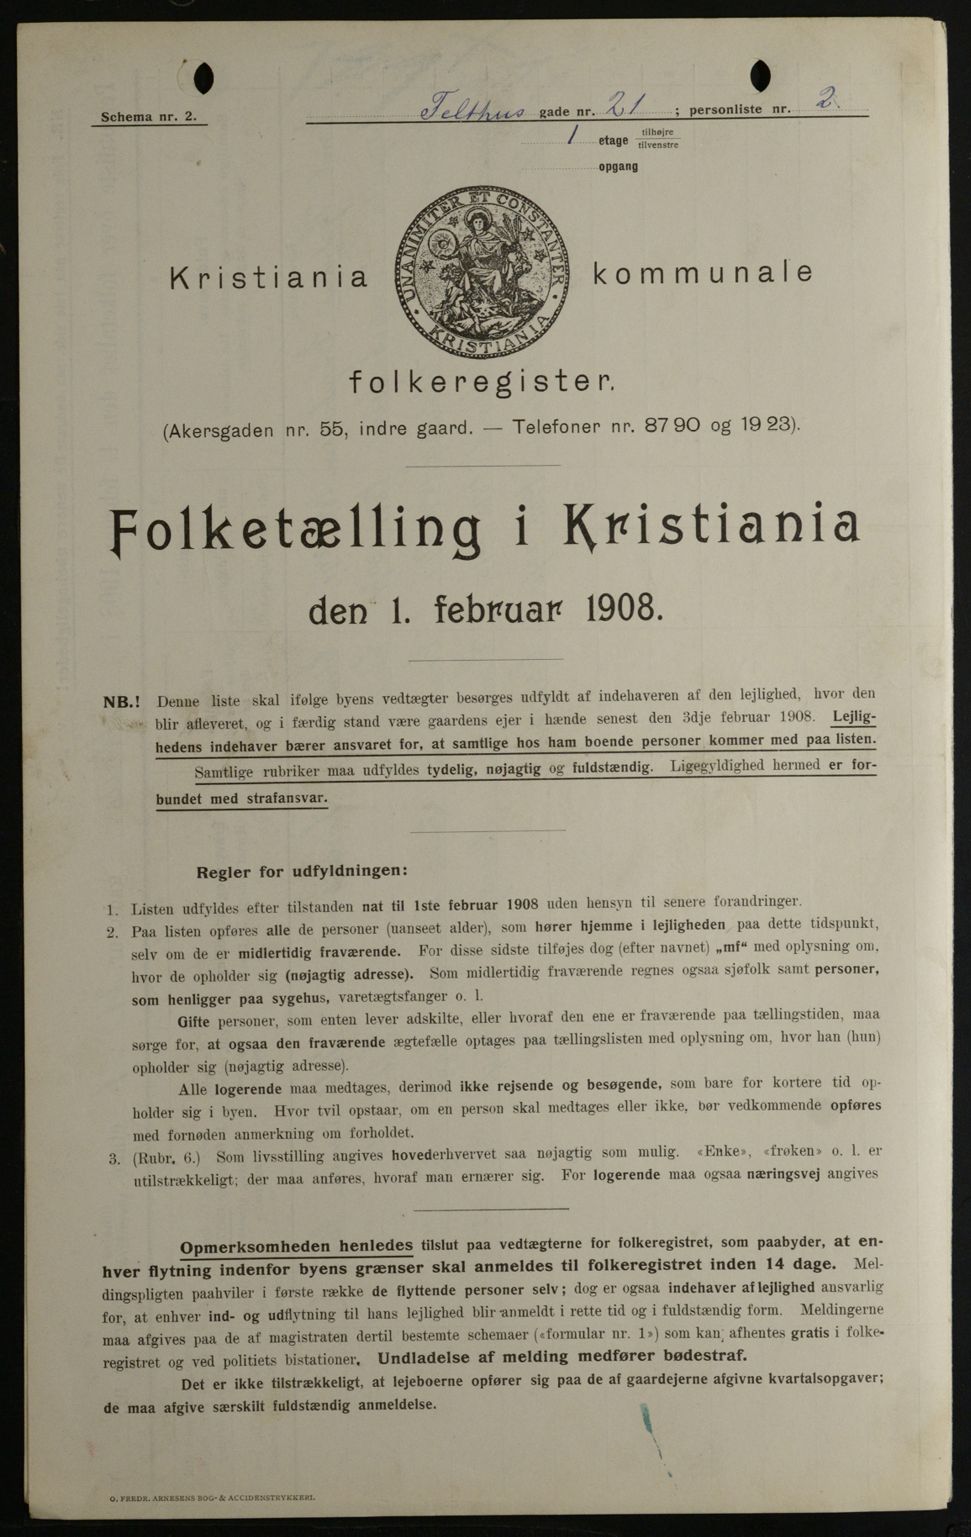 Schema nr. 2.
Telthus gade nr. 21 ; personliste nr. 2.
1 etage tilhøjre
tilvenstre
opgang
UNANIMITER ET CONSTANTER
KRISTIANIA
Kristiania kommunale
folkeregister.
(Akersgaden nr. 55, indre gaard. — Telefoner nr. 87 90 og 19 23).
Folketælling i Kristiania
den 1. februar 1908.
NB.! Denne liste skal ifølge byens vedtægter besørges udfyldt af indehaveren af den lejlighed, hvor den
blir afleveret, og i færdig stand være gaardens ejer i hænde senest den 3dje februar 1908. Lejlig-
hedens indehaver bærer ansvaret for, at samtlige hos ham boende personer kommer med paa listen.
Samtlige rubriker maa udfyldes tydelig, nøjagtig og fuldstændig. Ligegyldighed hermed er for-
bundet med strafansvar.
Regler for udfyldningen:
1. Listen udfyldes efter tilstanden nat til 1ste februar 1908 uden hensyn til senere forandringer.
2. Paa listen opføres alle de personer (uanseet alder), som hører hjemme i lejligheden paa dette tidspunkt,
selv om de er midlertidig fraværende. For disse sidste tilføjes dog (efter navnet) „mf“ med oplysning om,
hvor de opholder sig (nøjagtig adresse). Som midlertidig fraværende regnes ogsaa sjøfolk samt personer,
som henligger paa sygehus, varetægtsfanger o. l.
Gifte personer, som enten lever adskilte, eller hvoraf den ene er fraværende paa tællingstiden, maa
sørge for, at ogsaa den fraværende ægtefælle optages paa tællingslisten med oplysning om, hvor han (hun)
opholder sig (nøjagtig adresse).
Alle logerende maa medtages, derimod ikke rejsende og besøgende, som bare for kortere tid op-
holder sig i byen. Hvor tvil opstaar, om en person skal medtages eller ikke, bør vedkommende opføres
med fornøden anmerkning om forholdet.
3. (Rubr. 6.) Som livsstilling angives hovederhvervet saa nøjagtig som mulig. «Enke», «frøken» o. l. er
utilstrækkeligt; der maa anføres, hvoraf man ernærer sig. For logerende maa ogsaa næringsvej angives
Opmerksomheden henledes tilslut paa vedtægterne for folkeregistret, som paabyder, at en-
hver flytning indenfor byens grænser skal anmeldes til folkeregistret inden 14 dage. Mel-
dingspligten paahviler i første række de flyttende personer selv; dog er ogsaa indehaver af lejlighed ansvarlig
for, at enhver ind- og udflytning til hans lejlighed blir anmeldt i rette tid og i fuldstændig form. Meldingerne
maa afgives paa de af magistraten dertil bestemte schemaer («formular nr. 1») som kan afhentes gratis i folke-
registret og ved politiets bistationer. Undladelse af melding medfører bødestraf.
Det er ikke tilstrækkeligt, at lejeboerne opfører sig paa de af gaardejerne afgivne kvartalsopgaver;
de maa afgive særskilt fuldstændig anmeldelse.
O. FREDR. ARNESENS BOG- & ACCIDENSTRYKKERI.